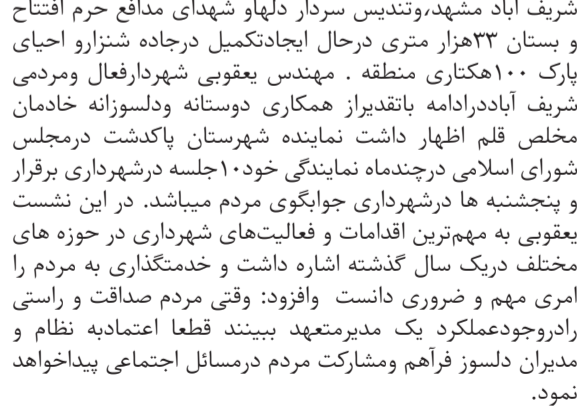 شریف آباد مشهد،وتندیس سردار دلهاو شهدای مدافع حرم افتتاح
و بستان ۳۳هزار متری درحال ایجادتکمیل درجاده شنزارو احیای
پارک ۱۰۰هکتاری منطقه . مهندس یعقوبی شهردارفعال ومردمی
شریف آباددرادامه باتقدیراز همکاری دوستانه ودلسوزانه خادمان
مخلص قلم اظهار داشت نماینده شهرستان پاکدشت درمجلس
شورای اسلامی درچندماه نمایندگی خود۱۰جلسه درشهرداری برقرار
و پنجشنبه ها درشهرداری جوابگوی مردم میباشد. در این نشست
یعقوبی به مهم‌ترین اقدامات و فعالیت‌های شهرداری در حوزه های
مختلف دریک سال گذشته اشاره داشت و خدمتگذاری به مردم را
امری مهم و ضروری دانست  وافزود: وقتی مردم صداقت و راستی
رادروجودعملکرد یک مدیرمتعهد ببینند قطعا اعتمادبه نظام و
مدیران دلسوز فرآهم ومشارکت مردم درمسائل اجتماعی پیداخواهد
نمود.